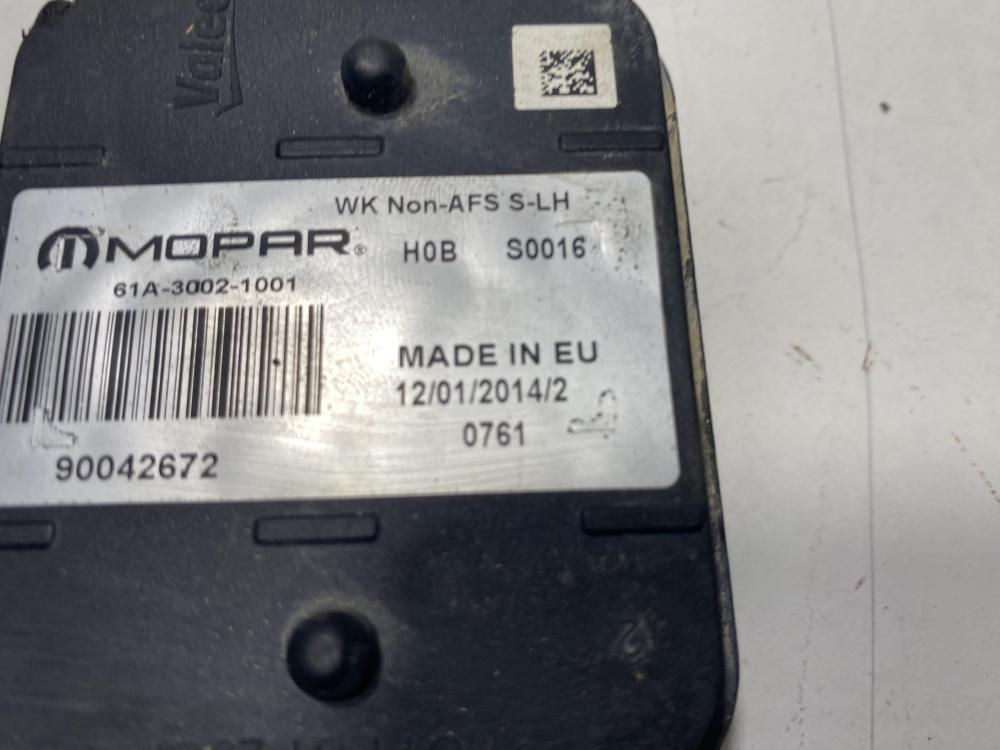 Valeo
WK Non-AFS S-LH
MOPAR®
H0B S0016
61A-3002-1001
MADE IN EU
12/01/2014/2
0761
90042672